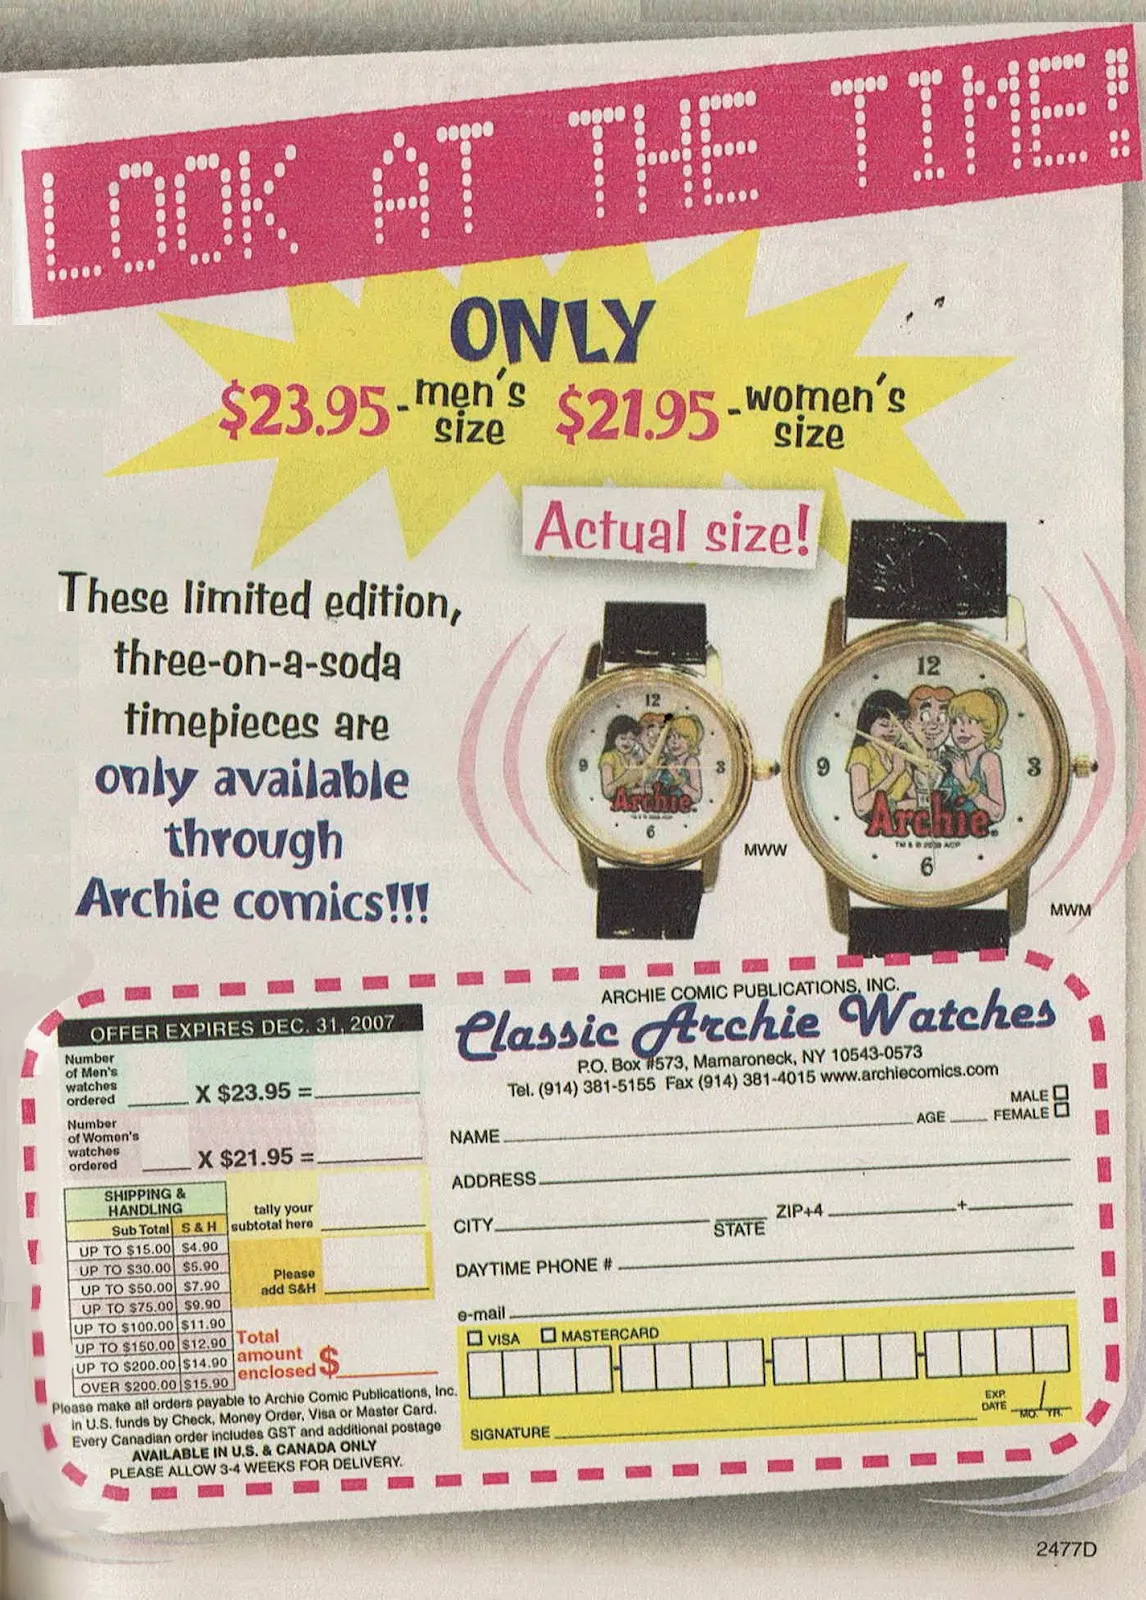 LOOK AT THE TIME!
ONLY
$23.95-men's size $21.95-women's size
Actual size!
These limited edition,
three-on-a-soda
timepieces are
only available
through
Archie comics!!!
12
9 3
Archie
6
MWW
12
9 3
Archie
TM & © ACP
6
MWM
OFFER EXPIRES DEC. 31, 2007
Number
of Men's
watches
ordered ______ X $23.95 = ______
Number
of Women's
watches
ordered ______ X $21.95 = ______
SHIPPING &
HANDLING
Sub Total S & H
UP TO $15.00 $4.90
UP TO $30.00 $5.90
UP TO $50.00 $7.90
UP TO $75.00 $9.90
UP TO $100.00 $11.90
UP TO $150.00 $12.90
UP TO $200.00 $14.90
OVER $200.00 $15.90
tally your
subtotal here
Please
add S&H
Total
amount
enclosed $
Please make all orders payable to Archie Comic Publications, Inc.
in U.S. funds by Check, Money Order, Visa or Master Card.
Every Canadian order includes GST and additional postage
AVAILABLE IN U.S. & CANADA ONLY
PLEASE ALLOW 3-4 WEEKS FOR DELIVERY.
ARCHIE COMIC PUBLICATIONS, INC.
Classic Archie Watches
P.O. Box #573, Mamaroneck, NY 10543-0573
Tel. (914) 381-5155 Fax (914) 381-4015 www.archiecomics.com
MALE
NAME AGE FEMALE
ADDRESS
CITY STATE ZIP+4 +
DAYTIME PHONE #
e-mail
VISA MASTERCARD
EXP.
DATE / MO. YR.
SIGNATURE
2477D